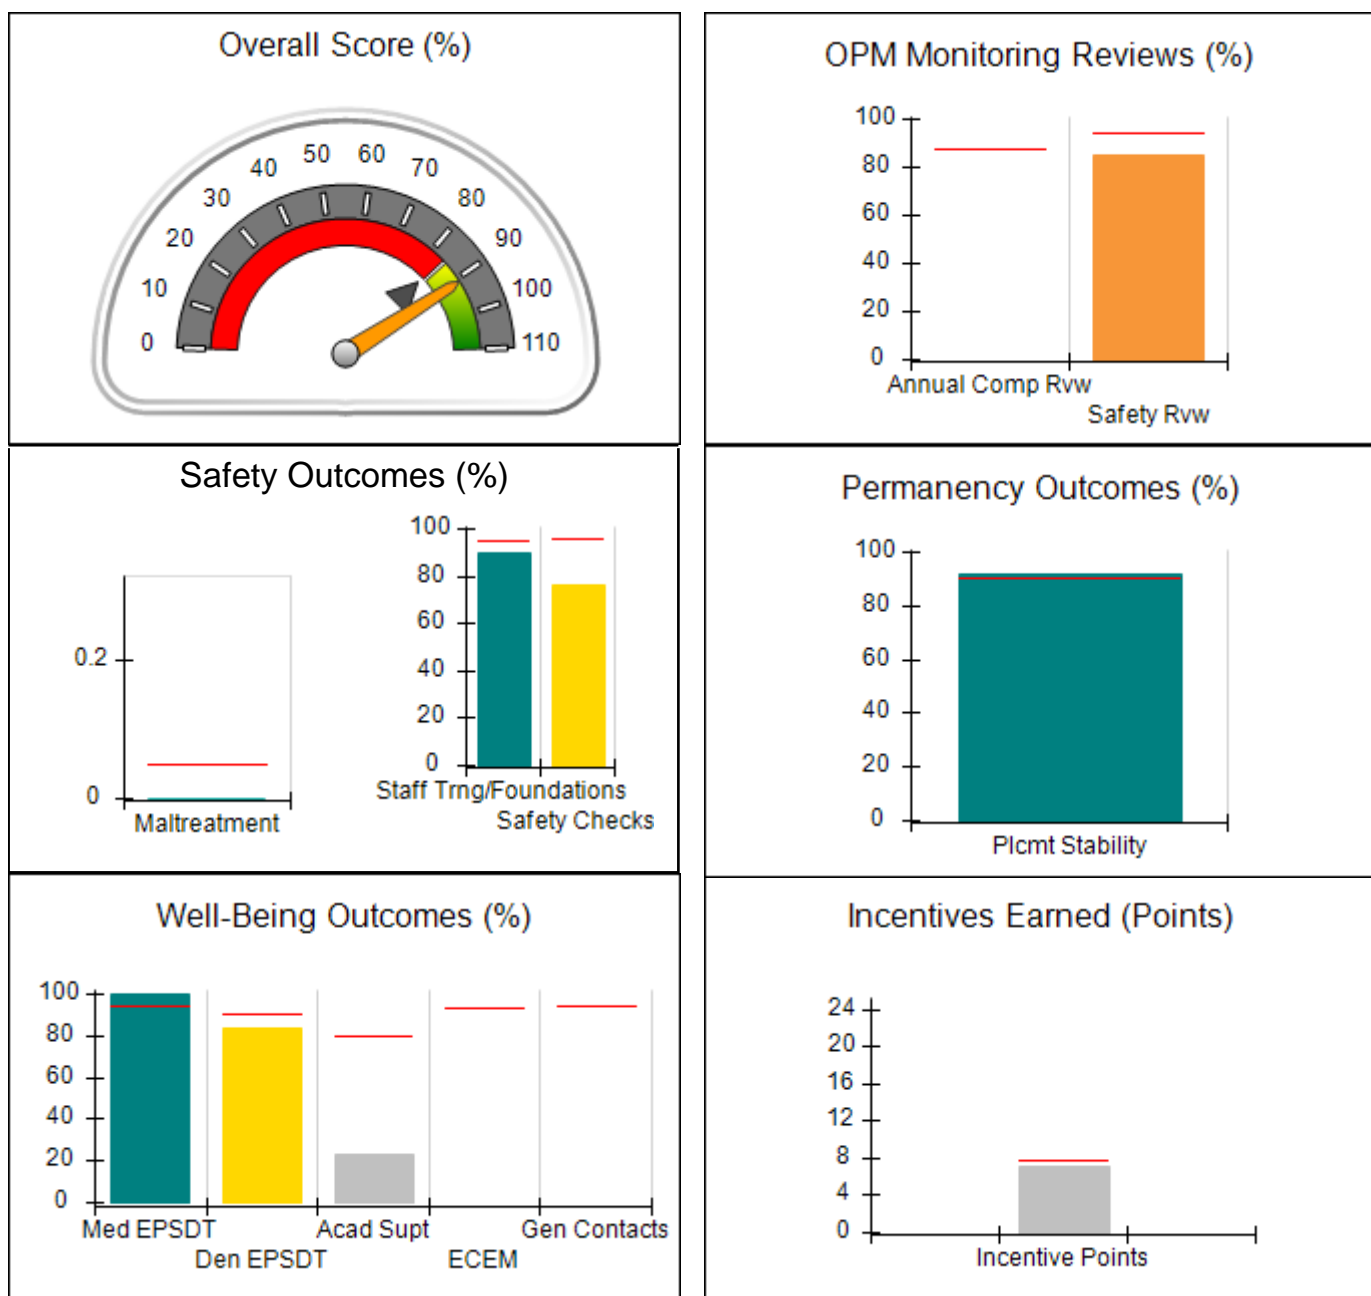 Overall Score (%)
0
10
20
30
40
50
60
70
80
90
100
110
OPM Monitoring Reviews (%)
100
80
60
40
20
0
Annual Comp Rvw
Safety Rvw
Safety Outcomes (%)
0.2
0
Maltreatment
100
80
60
40
20
0
Staff Trng/Foundations
Safety Checks
Permanency Outcomes (%)
100
80
60
40
20
0
Plcmt Stability
Well-Being Outcomes (%)
100
80
60
40
20
0
Med EPSDT
Den EPSDT
Acad Supt
ECEM
Gen Contacts
Incentives Earned (Points)
24
20
16
12
8
4
0
Incentive Points